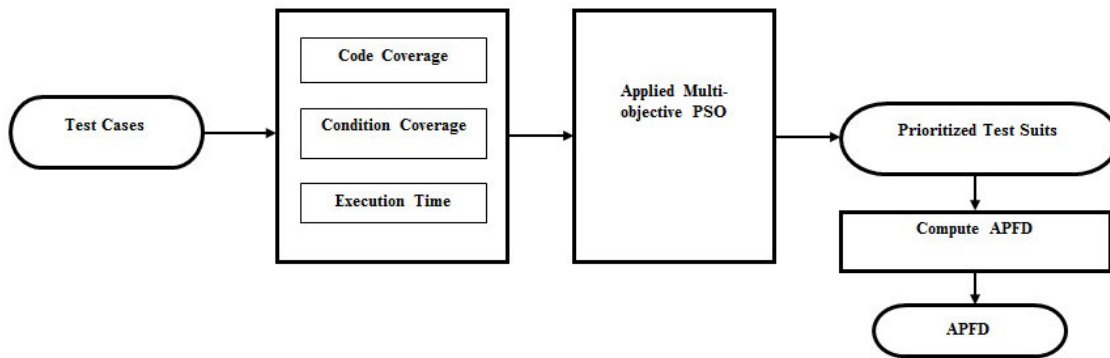 Test Cases
Code Coverage
Condition Coverage
Execution Time
Applied Multi-
objective PSO
Prioritized Test Suits
Compute APFD
APFD